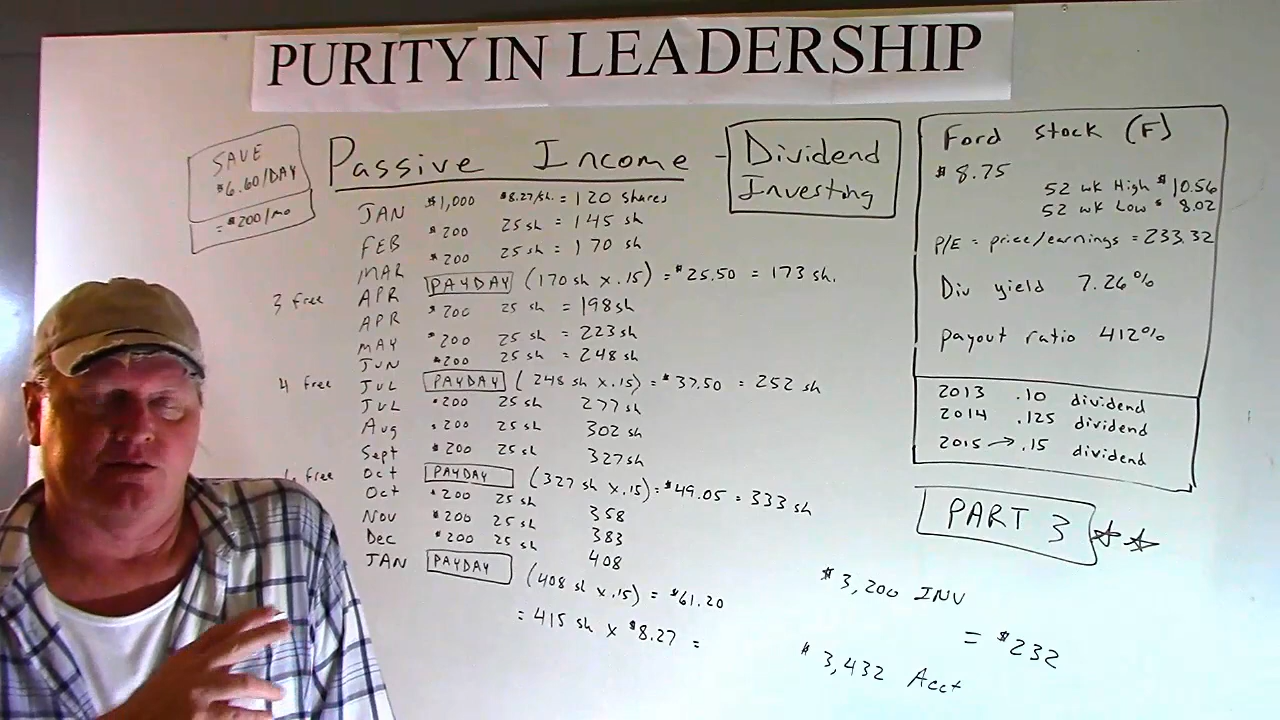 PURITY IN LEADERSHIP
SAVE
$6.60/DAY
= $200/mo
Passive Income - Dividend Investing
JAN $1,000 $8.27/sh. = 120 shares
FEB $200 25 sh = 145 sh
MAR $200 25 sh = 170 sh
3 free APR PAYDAY (170 sh x .15) = $25.50 = 173 sh.
APR $200 25 sh = 198 sh
MAY $200 25 sh = 223 sh
JUN $200 25 sh = 248 sh
4 free JUL PAYDAY (248 sh x .15) = $37.50 = 252 sh
JUL $200 25 sh 277 sh
Aug $200 25 sh 302 sh
Sept $200 25 sh 327 sh
free Oct PAYDAY (327 sh x .15) = $49.05 = 333 sh
Oct $200 25 sh 358
Nov $200 25 sh 383
Dec $200 25 sh 408
JAN PAYDAY (408 sh x .15) = $61.20
= 415 sh x $8.27 =
Ford stock (F)
$8.75
52 wk High $10.56
52 wk Low $8.02
P/E = price/earnings = 233.32
Div yield 7.26%
payout ratio 412%
2013 .10 dividend
2014 .125 dividend
2015 → .15 dividend
PART 3
$3,200 INV
= $232
$3,432 Acct